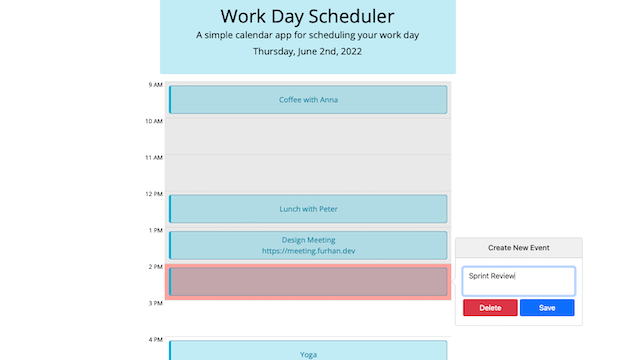 Work Day Scheduler
A simple calendar app for scheduling your work day
Thursday, June 2nd, 2022
9 AM
Coffee with Anna
10 AM
11 AM
12 PM
Lunch with Peter
1 PM
Design Meeting
https://meeting.furhan.dev
2 PM
Create New Event
Sprint Review
Delete
Save
3 PM
4 PM
Yoga